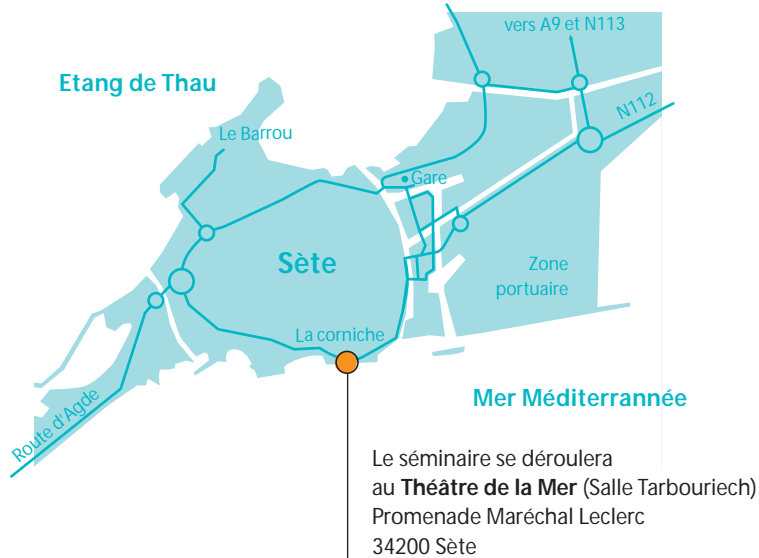 vers A9 et N113
Etang de Thau
N112
Le Barrou
Gare
Sète
Zone
portuaire
La corniche
Mer Méditerrannée
Route d'Agde
Le séminaire se déroulera
au Théâtre de la Mer (Salle Tarbouriech)
Promenade Maréchal Leclerc
34200 Sète